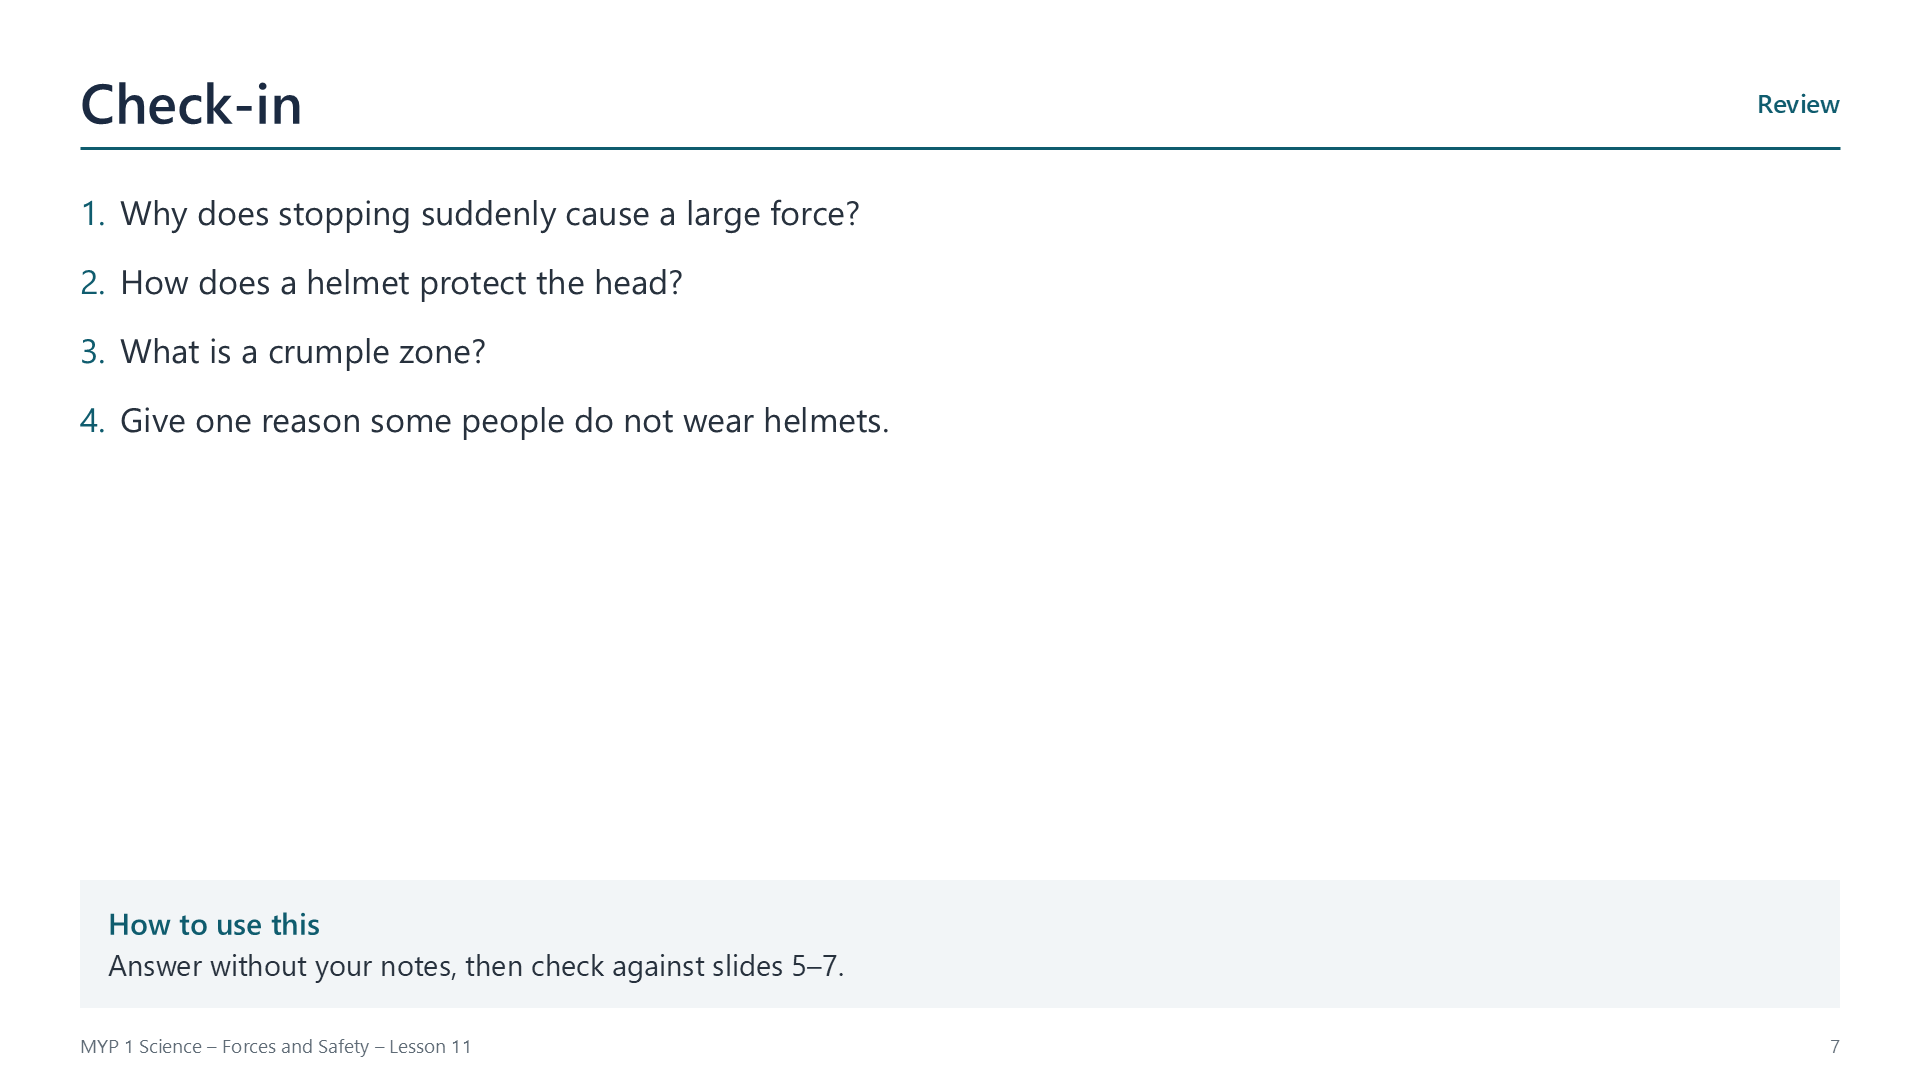 Check-in
Review
1. Why does stopping suddenly cause a large force?
2. How does a helmet protect the head?
3. What is a crumple zone?
4. Give one reason some people do not wear helmets.
How to use this
Answer without your notes, then check against slides 5–7.
MYP 1 Science – Forces and Safety – Lesson 11
7